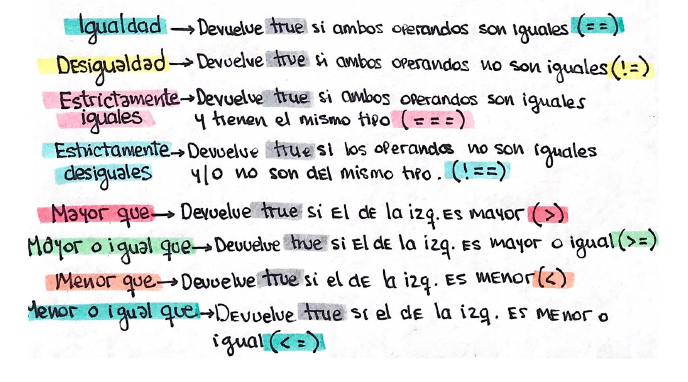 Igualdad → Devuelve true si ambos operandos son iguales (==)
Desigualdad → Devuelve true si ambos operandos no son iguales (!=)
Estrictamente iguales → Devuelve true si ambos operandos son iguales
y tienen el mismo tipo (===)
Estrictamente desiguales → Devuelve true si los operandos no son iguales
y/o no son del mismo tipo. (!==)
Mayor que → Devuelve true si El de la izq. Es mayor (>)
Mayor o igual que → Devuelve true si El de la izq. Es mayor o igual (>=)
Menor que → Devuelve true si el de la izq. Es menor (<)
Menor o igual que → Devuelve true si el de la izq. Es menor o
igual (<=)